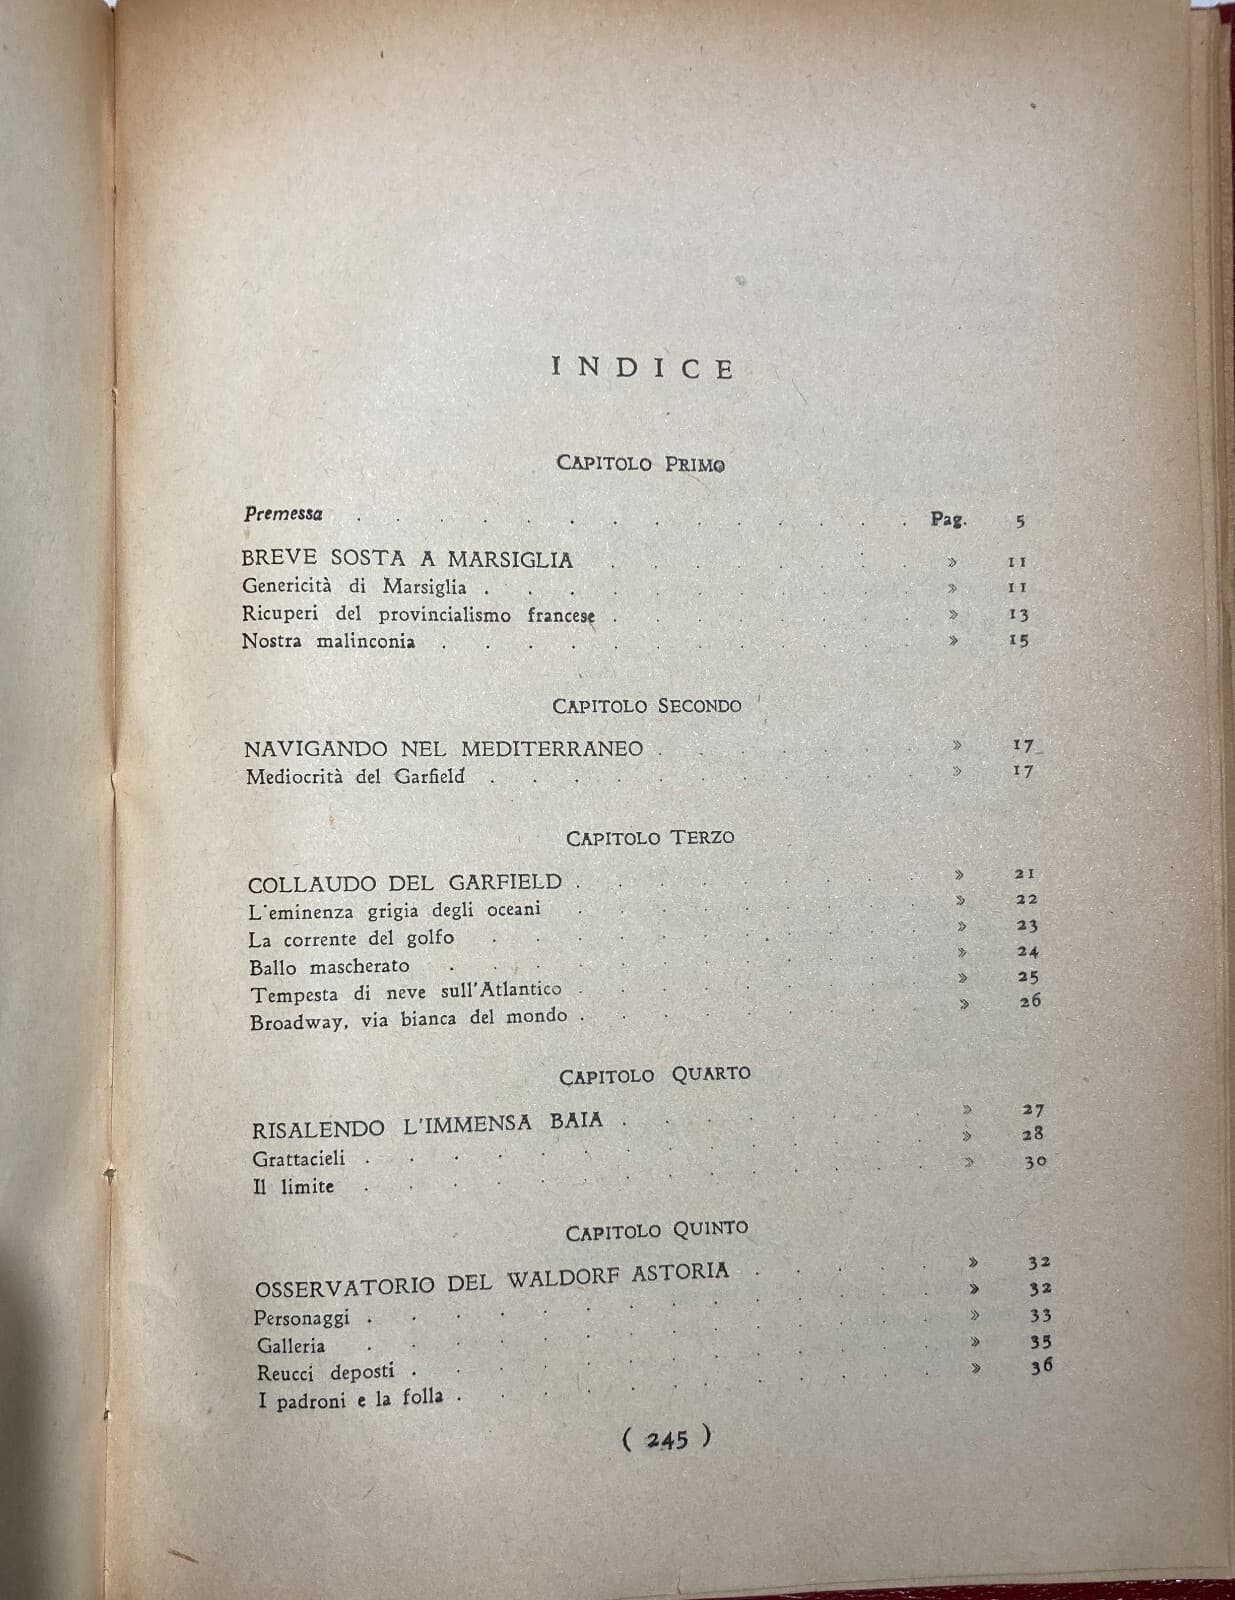 INDICE
CAPITOLO PRIMO
Premessa . . . . . . . . . . . . . . Pag. 5
BREVE SOSTA A MARSIGLIA . . . . . . . . » 11
Genericità di Marsiglia . . . . . . . . . . . » 11
Ricuperi del provincialismo francese . . . . . . . . » 13
Nostra malinconia . . . . . . . . . . . . » 15
CAPITOLO SECONDO
NAVIGANDO NEL MEDITERRANEO . . . . . . . » 17
Mediocrità del Garfield . . . . . . . . . . . » 17
CAPITOLO TERZO
COLLAUDO DEL GARFIELD . . . . . . . . . » 21
L'eminenza grigia degli oceani . . . . . . . . . » 22
La corrente del golfo . . . . . . . . . . . » 23
Ballo mascherato . . . . . . . . . . . . » 24
Tempesta di neve sull'Atlantico . . . . . . . . . » 25
Broadway, via bianca del mondo . . . . . . . . . » 26
CAPITOLO QUARTO
RISALENDO L'IMMENSA BAIA . . . . . . . . » 27
Grattacieli . . . . . . . . . . . . . » 28
Il limite . . . . . . . . . . . . . » 30
CAPITOLO QUINTO
OSSERVATORIO DEL WALDORF ASTORIA . . . . . » 32
Personaggi . . . . . . . . . . . . . . » 32
Galleria . . . . . . . . . . . . . . » 33
Reucci deposti . . . . . . . . . . . . . » 35
I padroni e la folla . . . . . . . . . . . . » 36
( 245 )